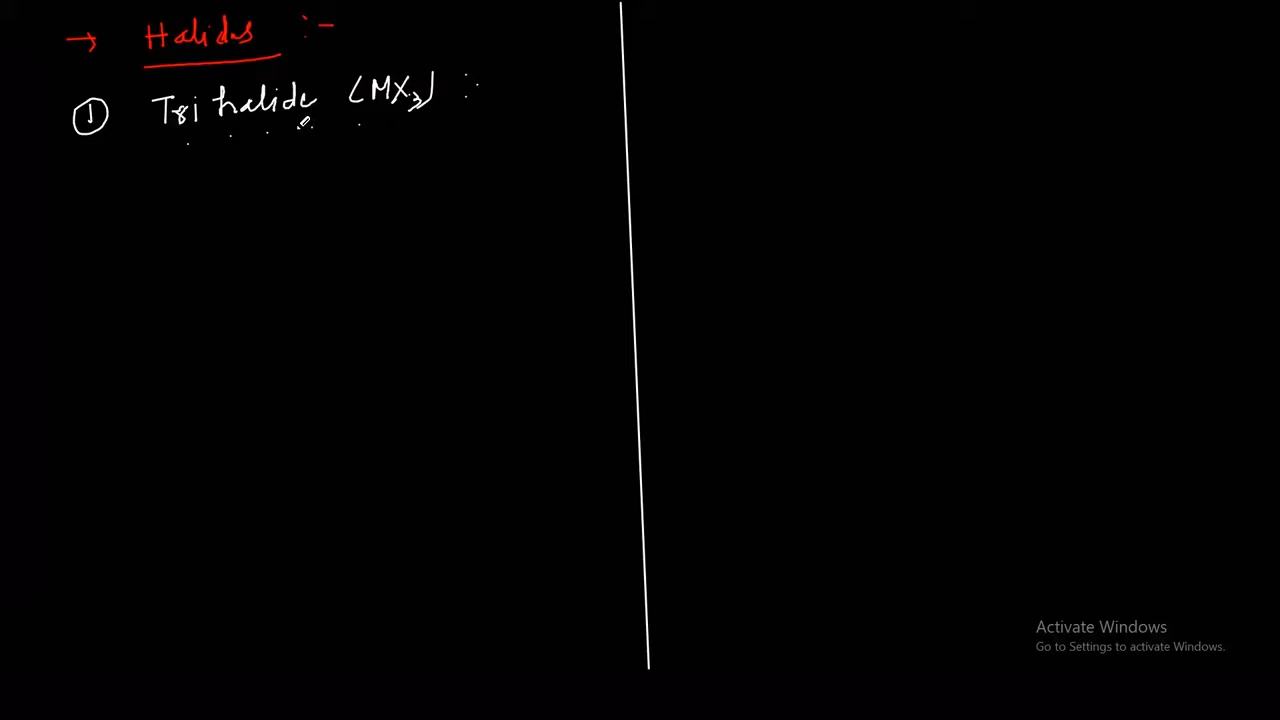 → Halides :-
① Tri halide (MX₃) :
Activate Windows
Go to Settings to activate Windows.